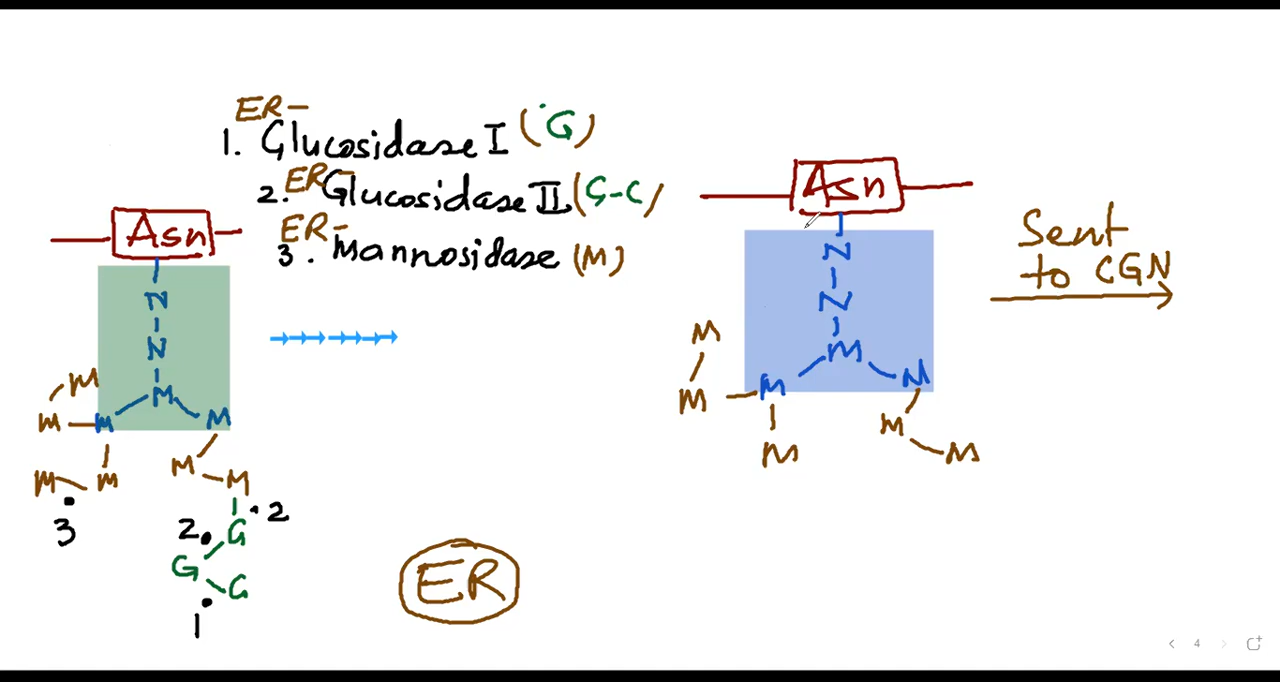 ER-
1. Glucosidase I (G)
ER-
2. Glucosidase II (G-G)
ER-
3. Mannosidase (M)
Asn
N
N
M
M
M M
M M
M M M M
3
2 G 2
G G
1
ER
Asn
N
N
M
M
M M M
M M M
Sent
to CGN
4